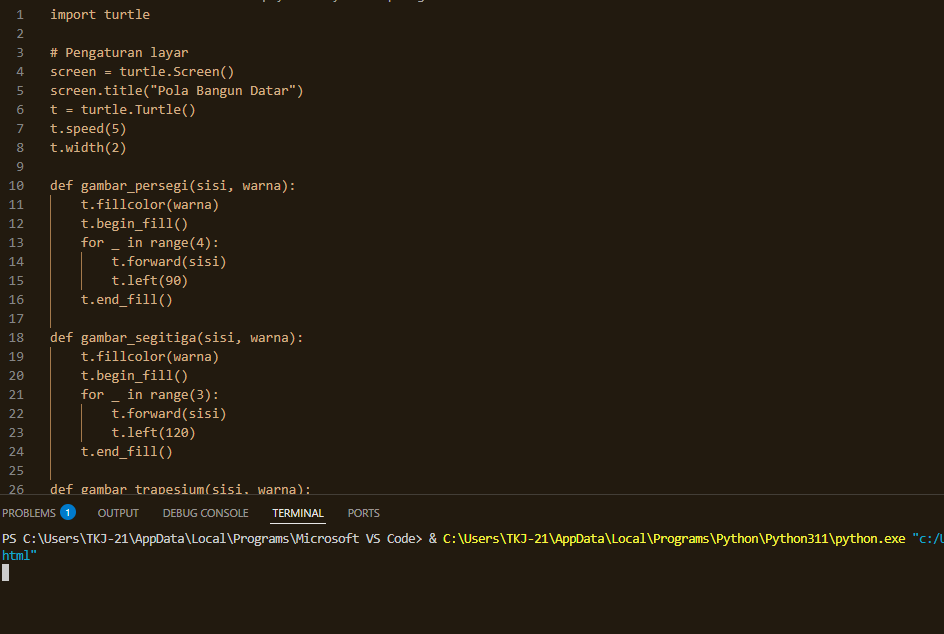 1 import turtle
2
3 # Pengaturan layar
4 screen = turtle.Screen()
5 screen.title("Pola Bangun Datar")
6 t = turtle.Turtle()
7 t.speed(5)
8 t.width(2)
9
10 def gambar_persegi(sisi, warna):
11     t.fillcolor(warna)
12     t.begin_fill()
13     for _ in range(4):
14         t.forward(sisi)
15         t.left(90)
16     t.end_fill()
17
18 def gambar_segitiga(sisi, warna):
19     t.fillcolor(warna)
20     t.begin_fill()
21     for _ in range(3):
22         t.forward(sisi)
23         t.left(120)
24     t.end_fill()
25
26 def gambar_trapesium(sisi, warna):
PROBLEMS 1 OUTPUT DEBUG CONSOLE TERMINAL PORTS
PS C:\Users\TKJ-21\AppData\Local\Programs\Microsoft VS Code> & C:\Users\TKJ-21\AppData\Local\Programs\Python\Python311\python.exe "c:/
html"